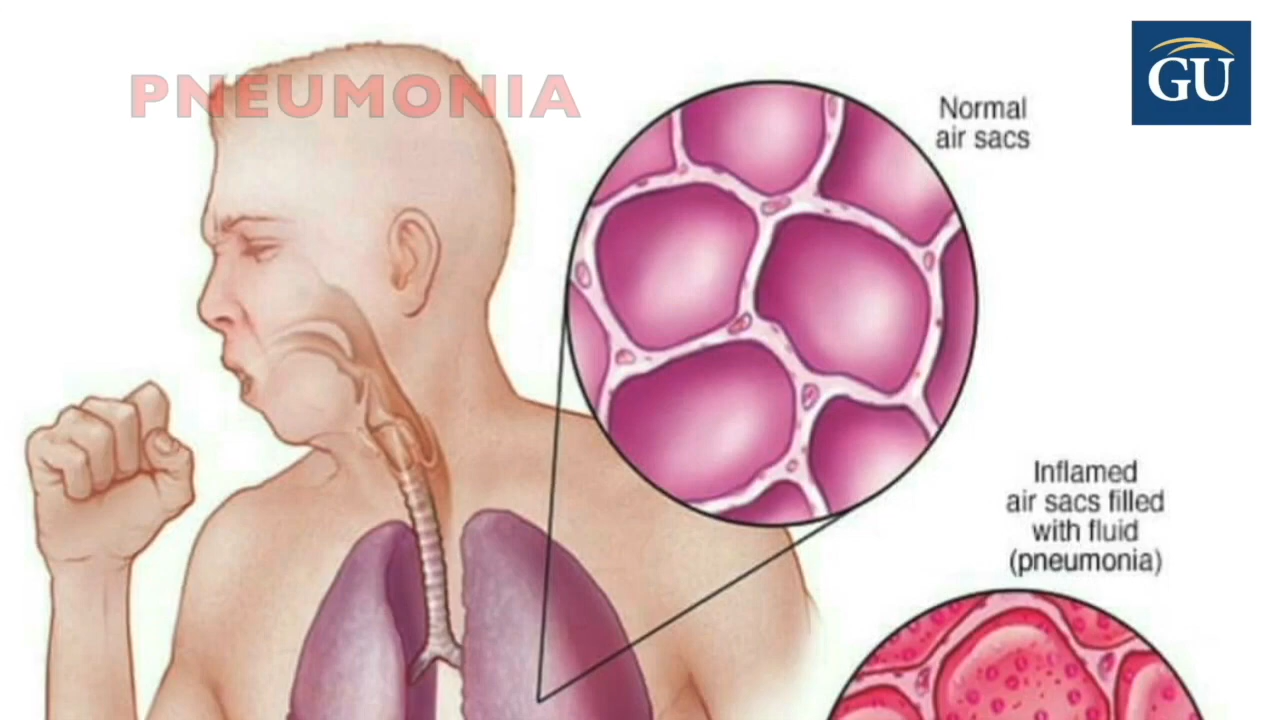 PNEUMONIA
GU
Normal
air sacs
Inflamed
air sacs filled
with fluid
(pneumonia)